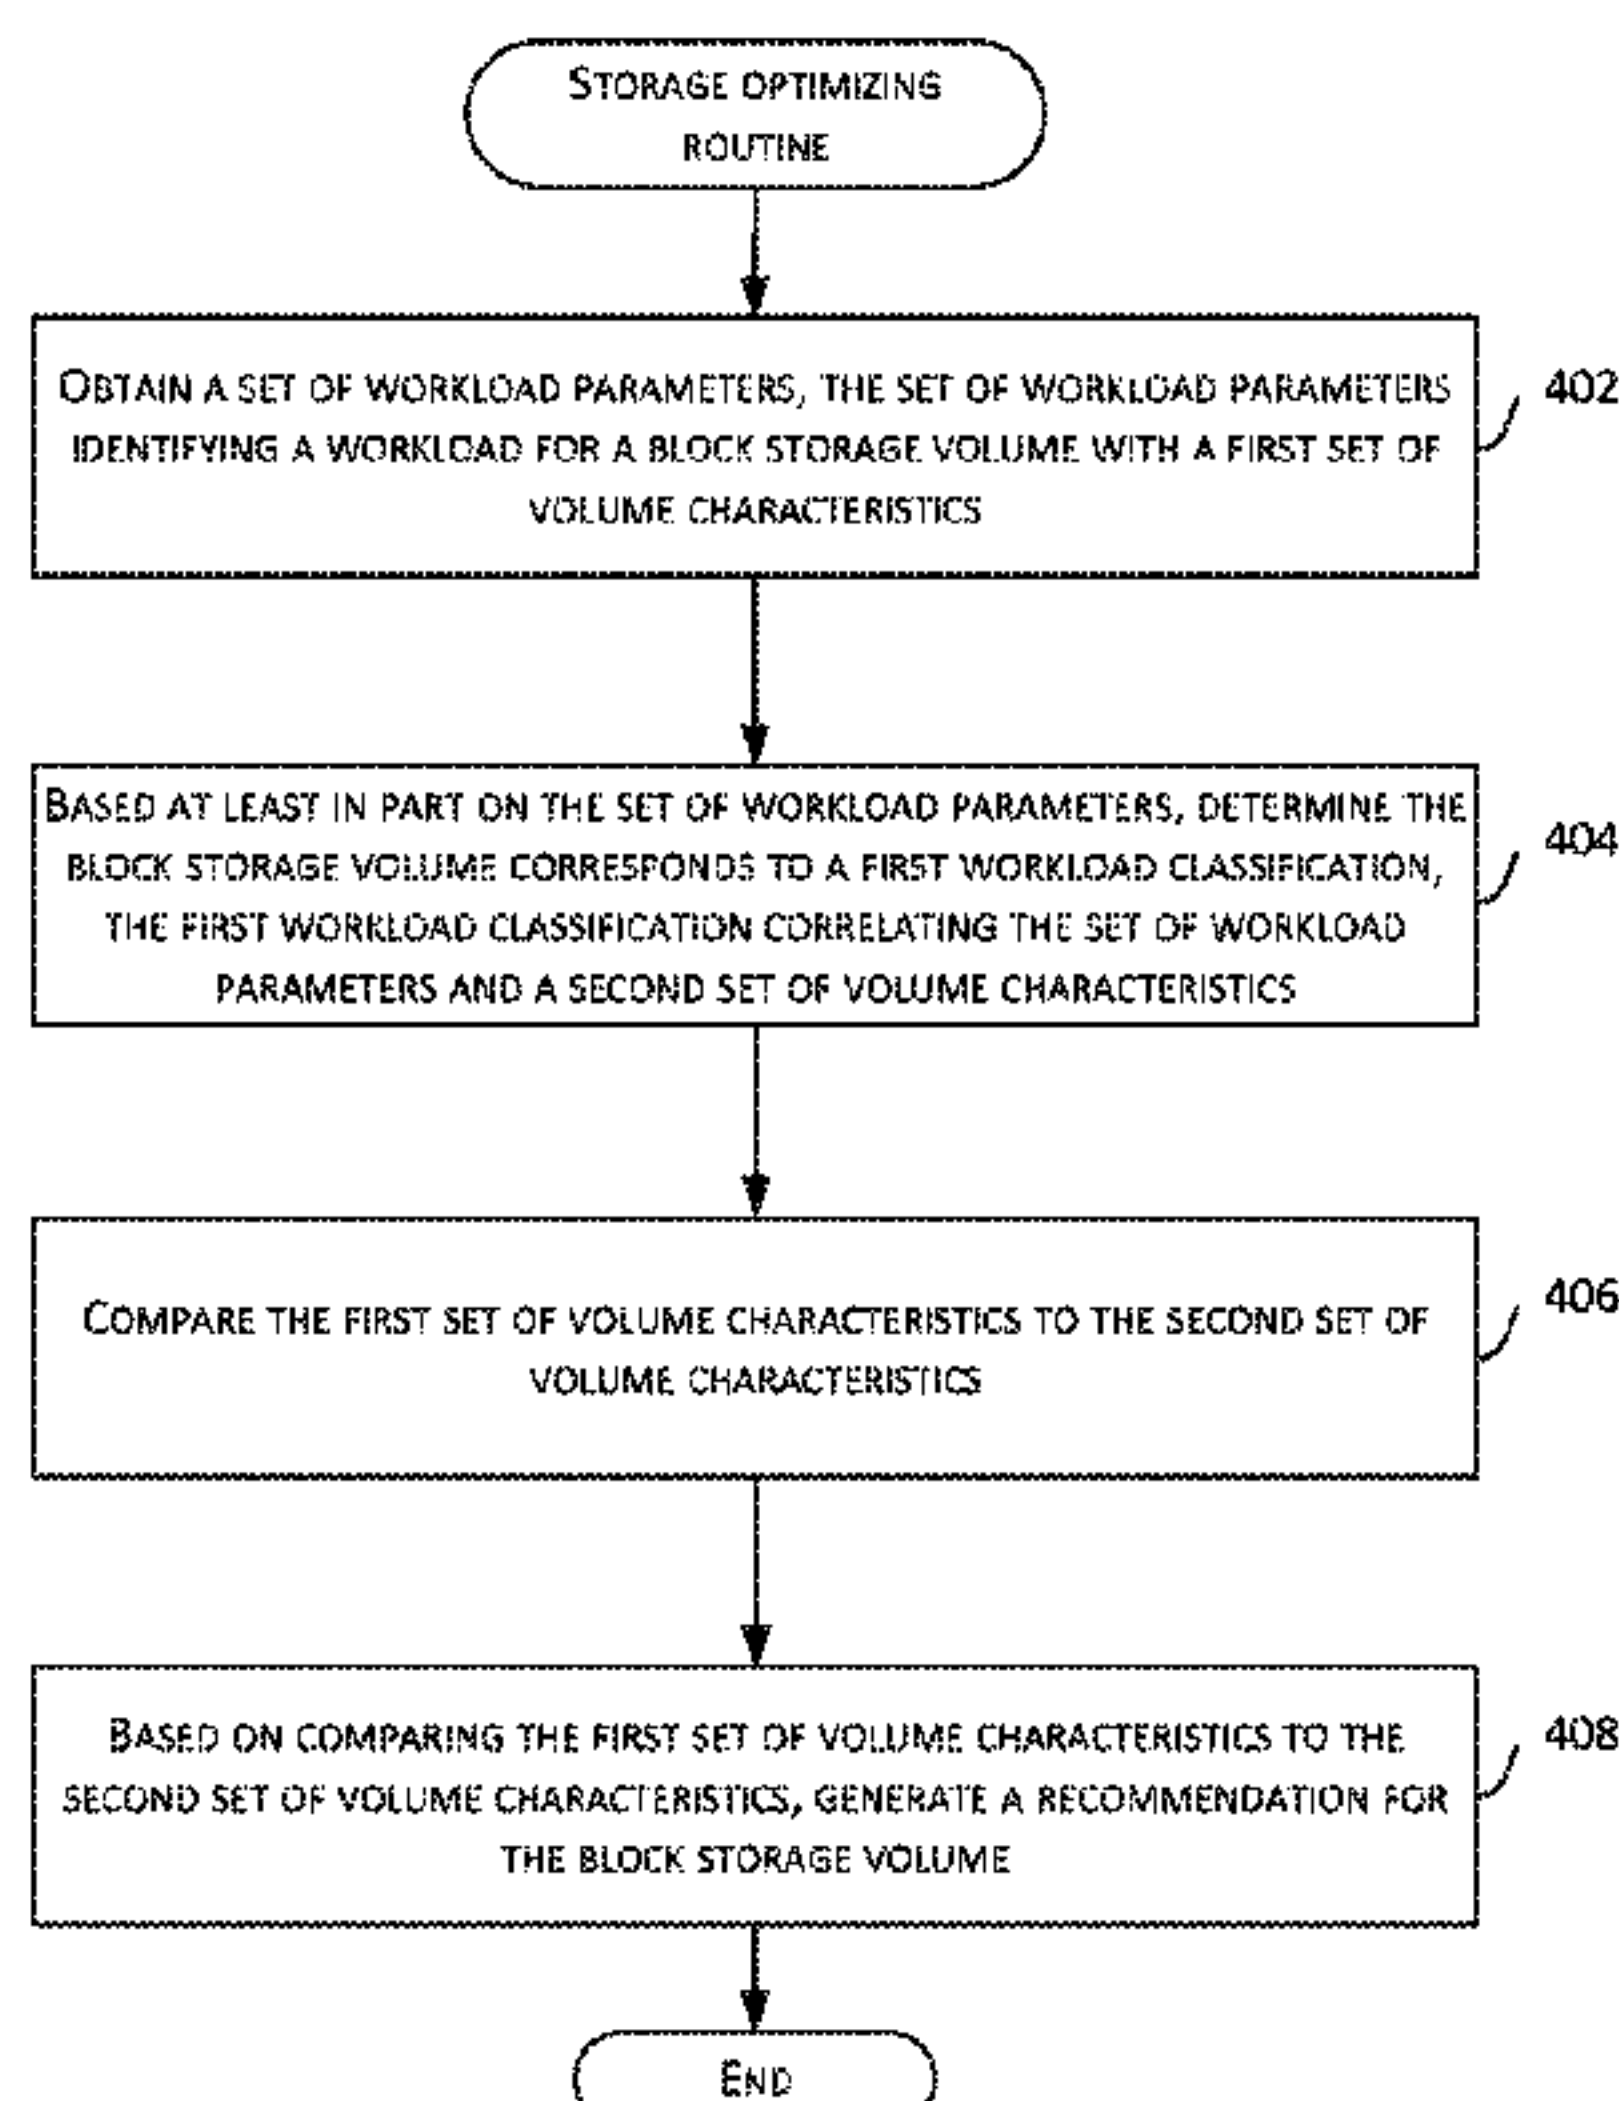 STORAGE OPTIMIZING
ROUTINE
OBTAIN A SET OF WORKLOAD PARAMETERS, THE SET OF WORKLOAD PARAMETERS
IDENTIFYING A WORKLOAD FOR A BLOCK STORAGE VOLUME WITH A FIRST SET OF
VOLUME CHARACTERISTICS
402
BASED AT LEAST IN PART ON THE SET OF WORKLOAD PARAMETERS, DETERMINE THE
BLOCK STORAGE VOLUME CORRESPONDS TO A FIRST WORKLOAD CLASSIFICATION,
THE FIRST WORKLOAD CLASSIFICATION CORRELATING THE SET OF WORKLOAD
PARAMETERS AND A SECOND SET OF VOLUME CHARACTERISTICS
404
COMPARE THE FIRST SET OF VOLUME CHARACTERISTICS TO THE SECOND SET OF
VOLUME CHARACTERISTICS
406
BASED ON COMPARING THE FIRST SET OF VOLUME CHARACTERISTICS TO THE
SECOND SET OF VOLUME CHARACTERISTICS, GENERATE A RECOMMENDATION FOR
THE BLOCK STORAGE VOLUME
408
END